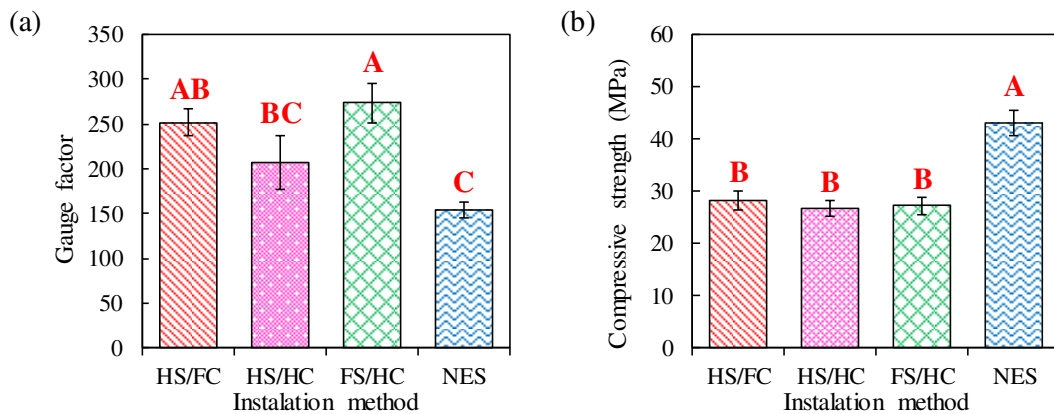 (a)
350
300
250
200
150
100
50
0
Gauge factor
AB
BC
A
C
HS/FC HS/HC FS/HC NES
Instalation method
(b)
60
50
40
30
20
10
0
Compressive strength (MPa)
B
B
B
A
HS/FC HS/HC FS/HC NES
Instalation method